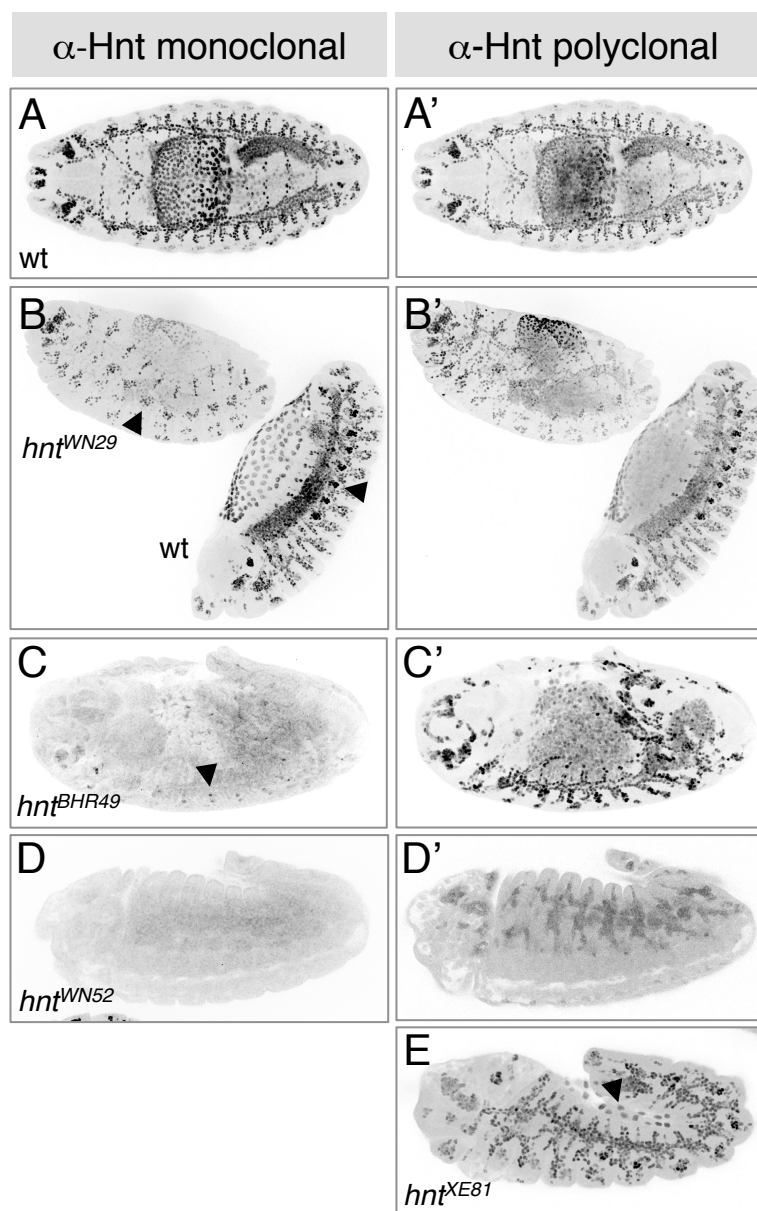 α-Hnt monoclonal
α-Hnt polyclonal
A
A’
wt
B
B’
hntWN29
wt
C
C’
hntBHR49
D
D’
hntWN52
E
hntXE81